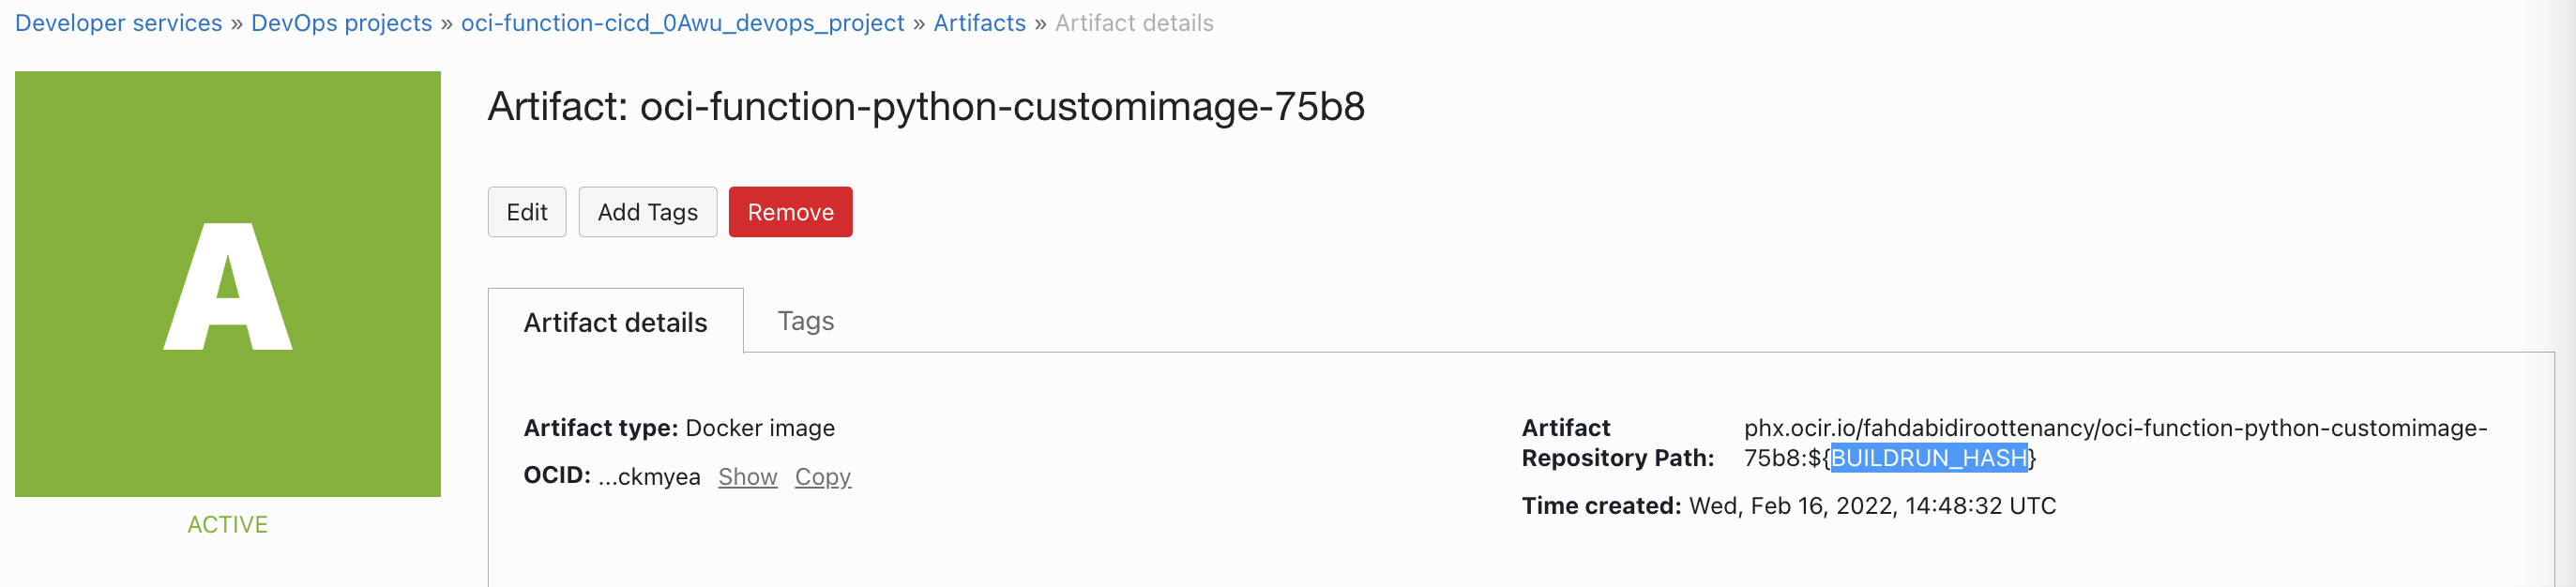 Developer services » DevOps projects » oci-function-cicd_0Awu_devops_project » Artifacts » Artifact details
A
ACTIVE
Artifact: oci-function-python-customimage-75b8
Edit Add Tags Remove
Artifact details Tags
Artifact type: Docker image
OCID: ...ckmyea Show Copy
Artifact Repository Path: phx.ocir.io/fahdabidiroottenancy/oci-function-python-customimage-
75b8:${BUILDRUN_HASH}
Time created: Wed, Feb 16, 2022, 14:48:32 UTC